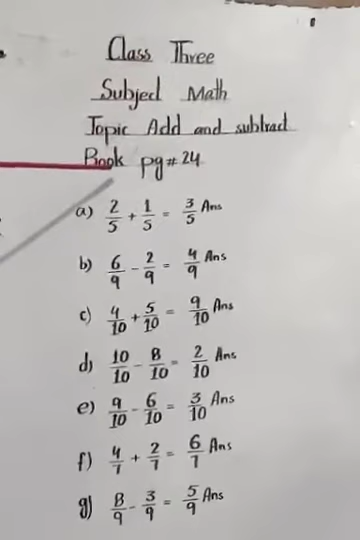 Class Three
Subject Math
Topic Add and subtract
Book pg # 24
a) 2/5 + 1/5 = 3/5 Ans
b) 6/9 - 2/9 = 4/9 Ans
c) 4/10 + 5/10 = 9/10 Ans
d) 10/10 - 8/10 = 2/10 Ans
e) 9/10 - 6/10 = 3/10 Ans
f) 4/7 + 2/7 = 6/7 Ans
g) 8/9 - 3/9 = 5/9 Ans